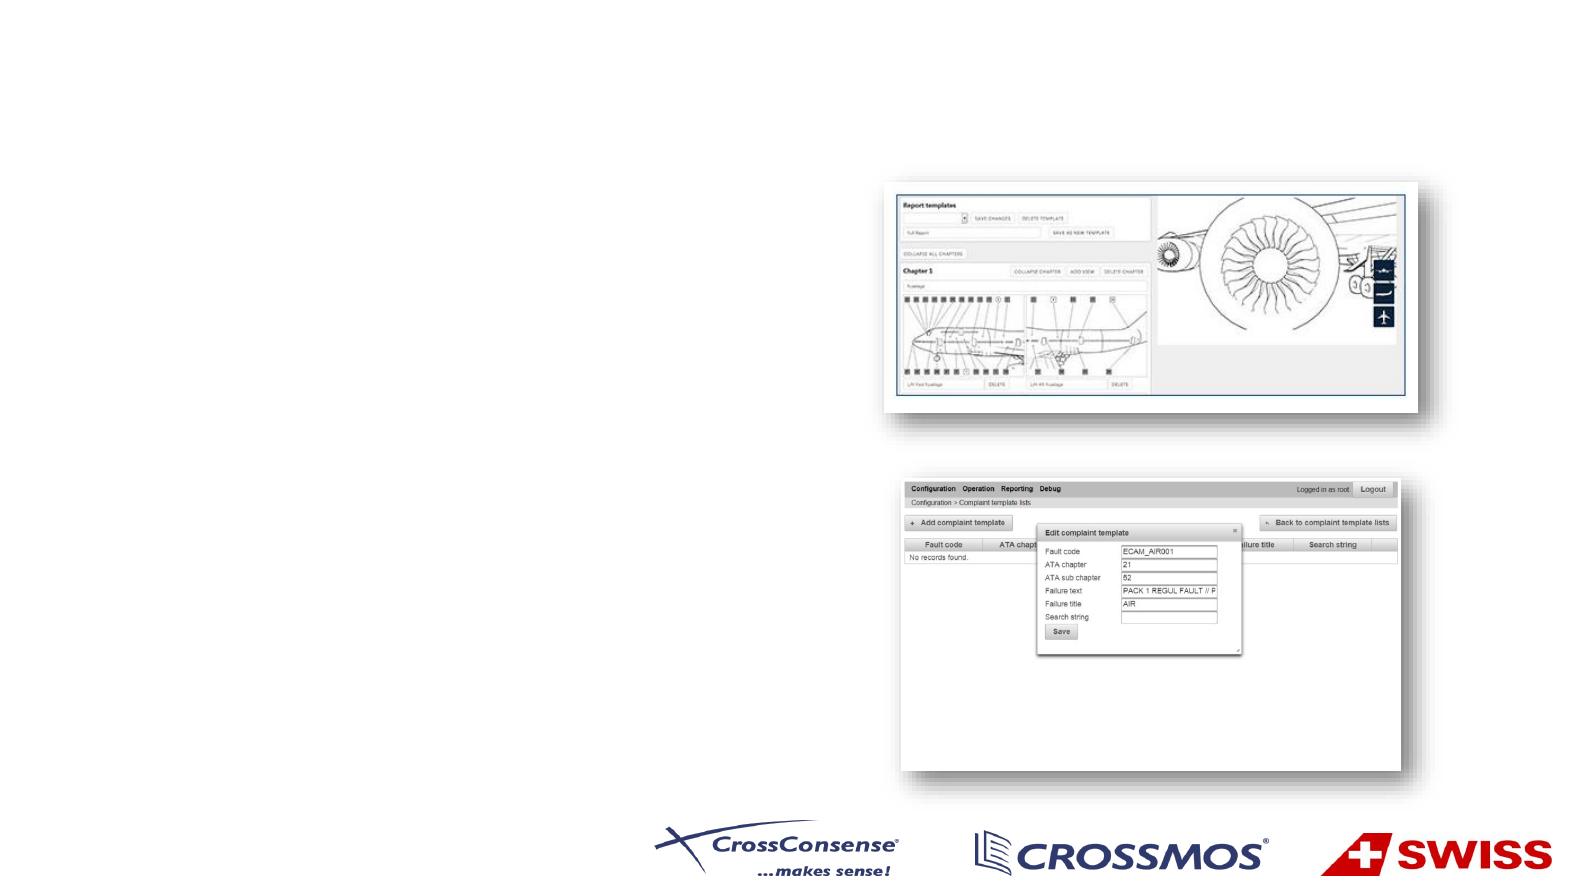 Report templates
SAVE CHANGES DELETE TEMPLATE
Full Report SAVE AS NEW TEMPLATE
COLLAPSE ALL CHAPTERS
Chapter 1 COLLAPSE CHAPTER ADD VIEW DELETE CHAPTER
Fuselage
DELETE DELETE
Configuration Operation Reporting Debug Logged in as root Logout
Configuration > Complaint template lists
+ Add complaint template Back to complaint template lists
Edit complaint template
Fault code ATA chapt ilure title Search string
No records found.
Fault code ECAM_AIR001
ATA chapter 21
ATA sub chapter 52
Failure text PACK 1 REGUL FAULT // P
Failure title AIR
Search string
Save
CrossConsense®
...makes sense!
CROSSMOS®
SWISS